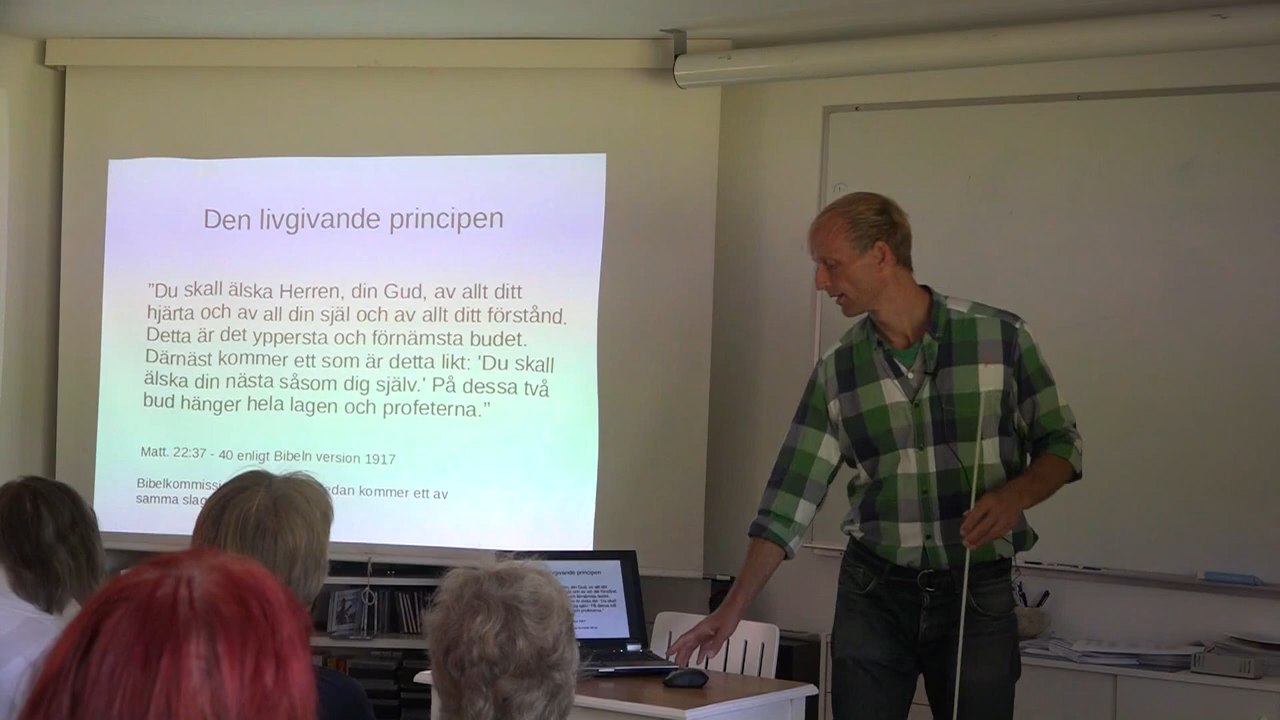 Den livgivande principen
"Du skall älska Herren, din Gud, av allt ditt
hjärta och av all din själ och av allt ditt förstånd.
Detta är det yppersta och förnämsta budet.
Därnäst kommer ett som är detta likt: 'Du skall
älska din nästa såsom dig själv.' På dessa två
bud hänger hela lagen och profeterna."
Matt. 22:37 - 40 enligt Bibeln version 1917
kommer ett av
samma